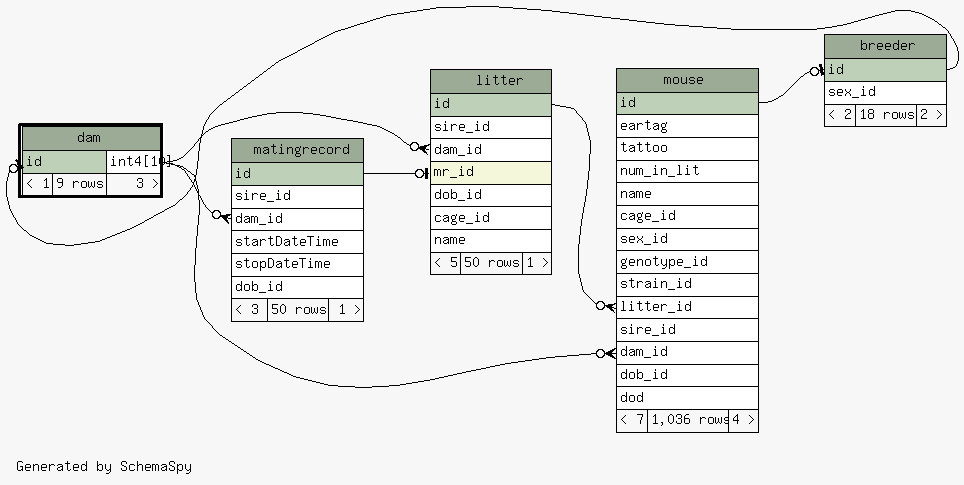 dam
id int4[10]
< 1 9 rows 3 >
matingrecord
id
sire_id
dam_id
startDateTime
stopDateTime
dob_id
< 3 50 rows 1 >
litter
id
sire_id
dam_id
mr_id
dob_id
cage_id
name
< 5 50 rows 1 >
mouse
id
eartag
tattoo
num_in_lit
name
cage_id
sex_id
genotype_id
strain_id
litter_id
sire_id
dam_id
dob_id
dod
< 7 1,036 rows 4 >
breeder
id
sex_id
< 2 18 rows 2 >
Generated by SchemaSpy